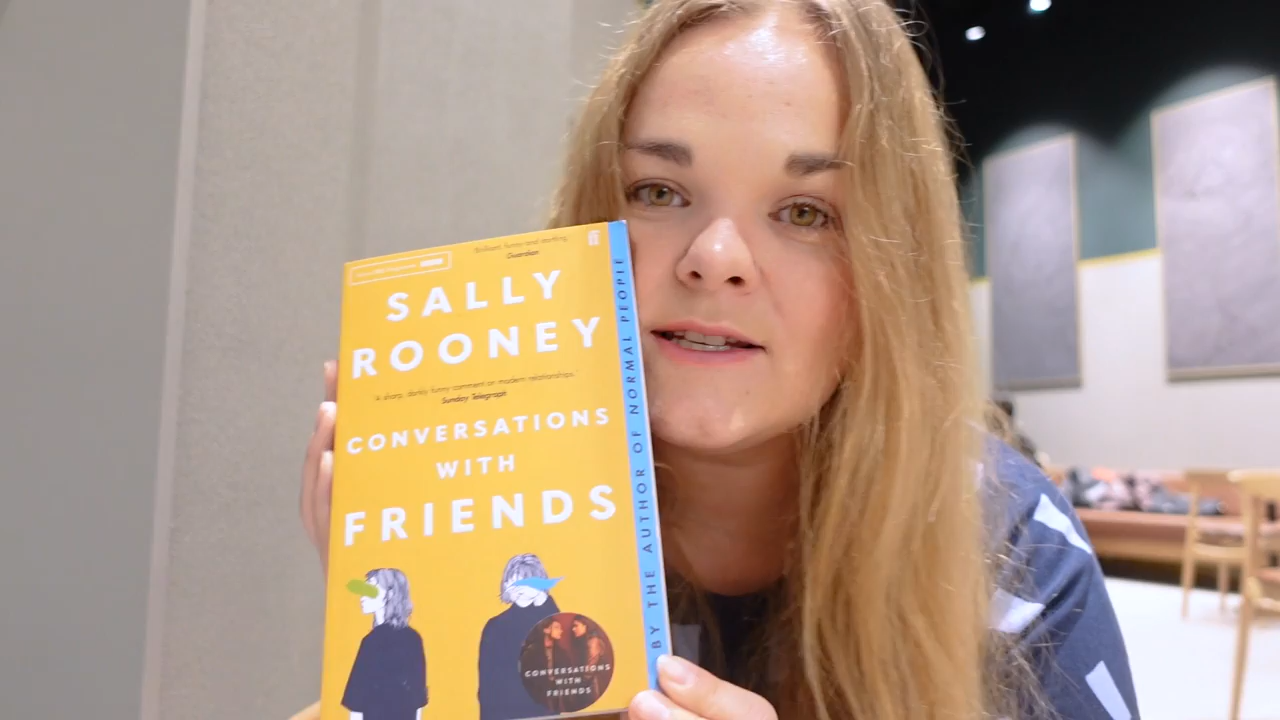 'Brilliant, funny and startling.'
Guardian
SALLY
ROONEY
'A sharp, darkly funny comment on modern relationships.'
Sunday Telegraph
CONVERSATIONS
WITH
FRIENDS
CONVERSATIONS
WITH
FRIENDS
BY THE AUTHOR OF NORMAL PEOPLE